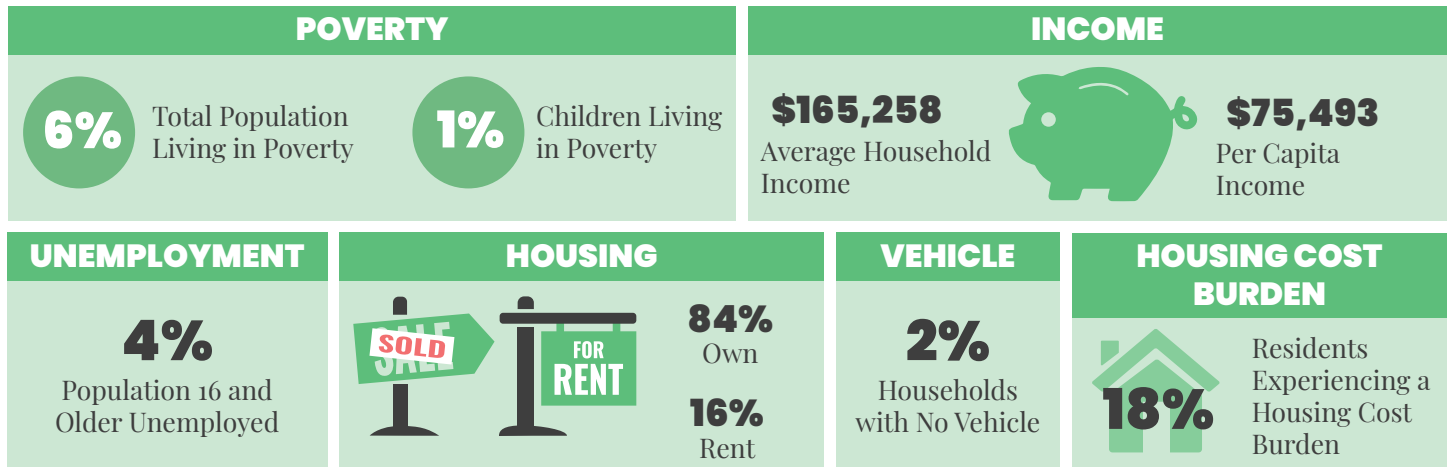 POVERTY
6%
Total Population
Living in Poverty
1%
Children Living
in Poverty
INCOME
$165,258
Average Household
Income
$75,493
Per Capita
Income
UNEMPLOYMENT
4%
Population 16 and
Older Unemployed
HOUSING
SALE
SOLD
FOR
RENT
84%
Own
16%
Rent
VEHICLE
2%
Households
with No Vehicle
HOUSING COST
BURDEN
18%
Residents
Experiencing a
Housing Cost
Burden